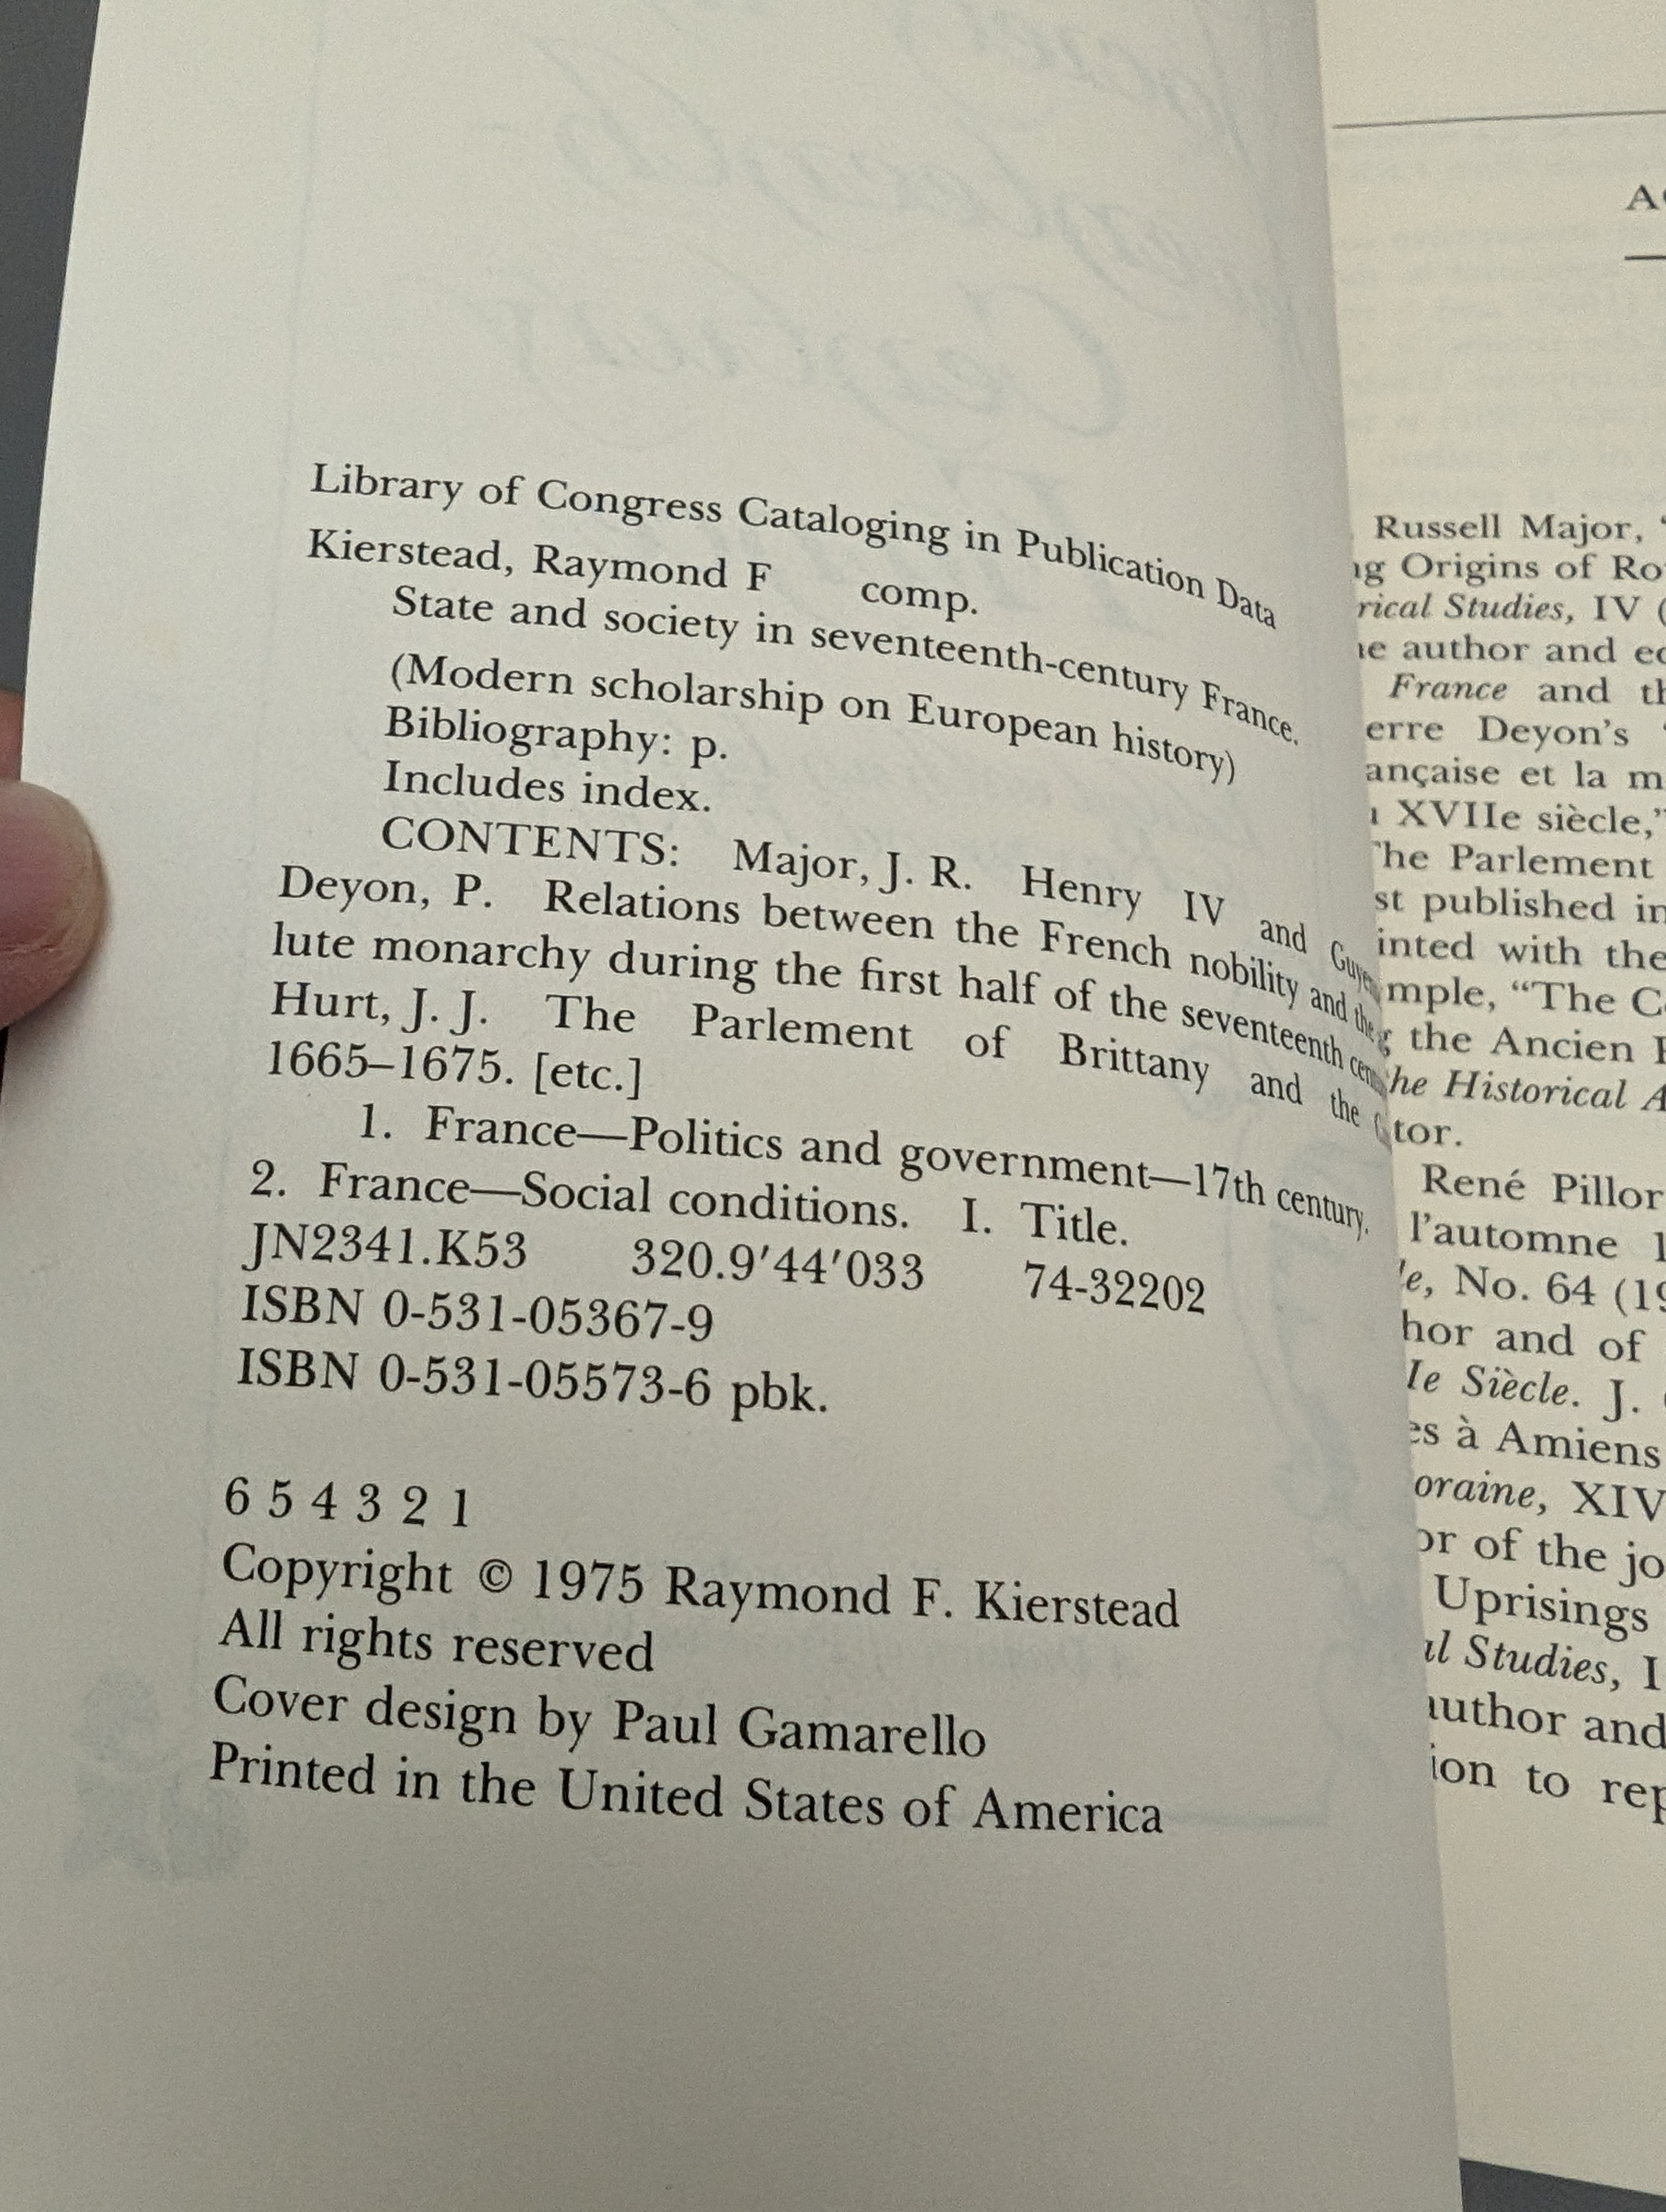 Library of Congress Cataloging in Publication Data
Kierstead, Raymond F comp.
State and society in seventeenth-century France.
(Modern scholarship on European history)
Bibliography: p.
Includes index.
CONTENTS: Major, J. R. Henry IV and
Deyon, P. Relations between the French nobility and the
lute monarchy during the first half of the seventeenth
Hurt, J. J. The Parlement of Brittany and the
1665–1675. [etc.]
1. France—Politics and government—17th century.
2. France—Social conditions. I. Title.
JN2341.K53 320.9′44′033 74-32202
ISBN 0-531-05367-9
ISBN 0-531-05573-6 pbk.
6 5 4 3 2 1
Copyright © 1975 Raymond F. Kierstead
All rights reserved
Cover design by Paul Gamarello
Printed in the United States of America
Russell Major,
Origins of
rical Studies, IV (
author and
France and
erre Deyon's
ançaise et la
XVIIe siècle,"
The Parlement
st published in
inted with the
mple, "The
the Ancien
he Historical
tor.
René
l'automne
No. 64 (
hor and of
Ie Siècle. J.
es à Amiens
oraine, XIV
or of the
Uprisings
al Studies,
author and
ion to